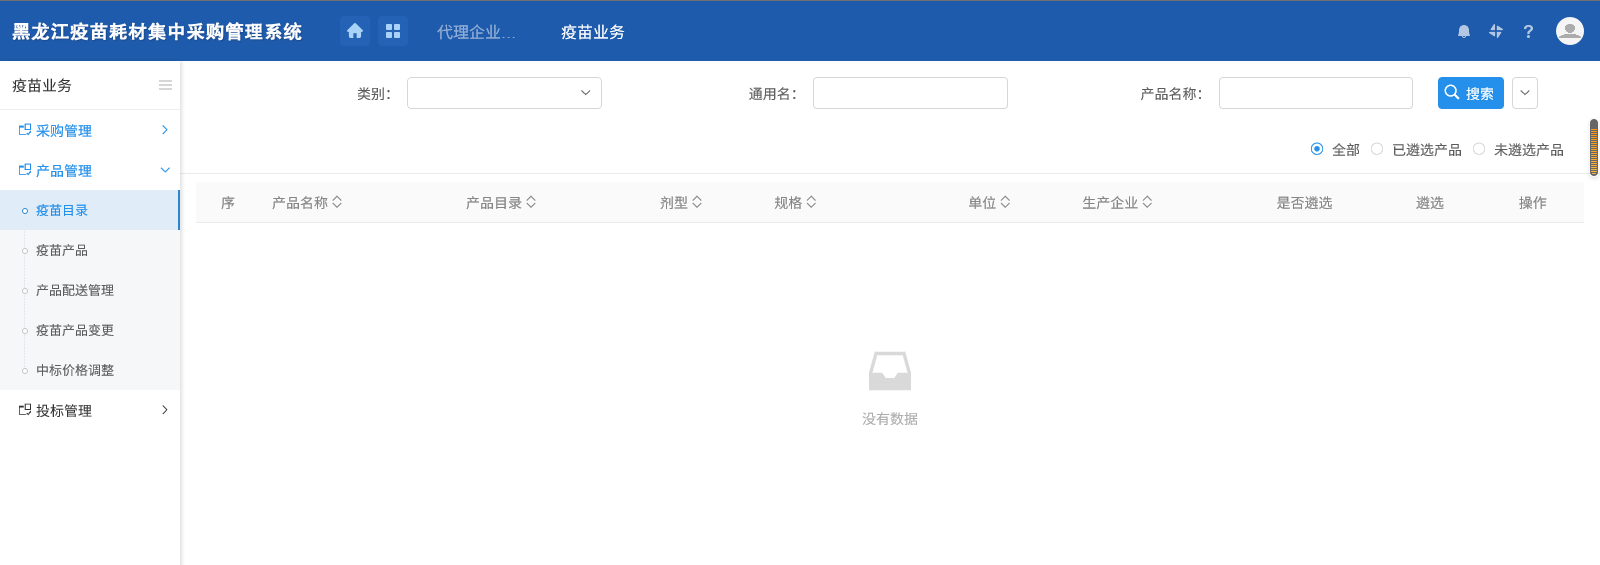 黑龙江疫苗耗材集中采购管理系统 代理企业... 疫苗业务 ?
疫苗业务
类别： 通用名： 产品名称： 搜索
采购管理
全部 已遴选产品 未遴选产品
产品管理
序 产品名称 产品目录 剂型 规格 单位 生产企业 是否遴选 遴选 操作
疫苗目录
疫苗产品
产品配送管理
疫苗产品变更
中标价格调整
投标管理
没有数据